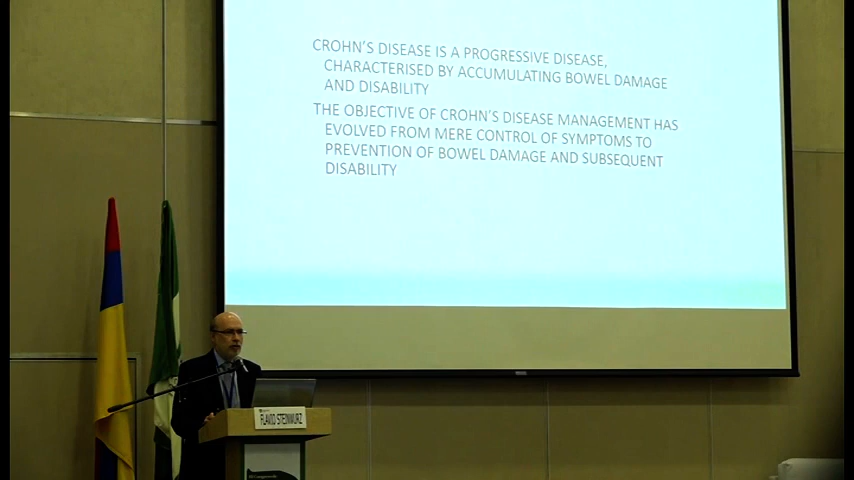 CROHN'S DISEASE IS A PROGRESSIVE DISEASE,
CHARACTERISED BY ACCUMULATING BOWEL DAMAGE
AND DISABILITY
THE OBJECTIVE OF CROHN'S DISEASE MANAGEMENT HAS
EVOLVED FROM MERE CONTROL OF SYMPTOMS TO
PREVENTION OF BOWEL DAMAGE AND SUBSEQUENT
DISABILITY
FLAVIO STEINWURZ